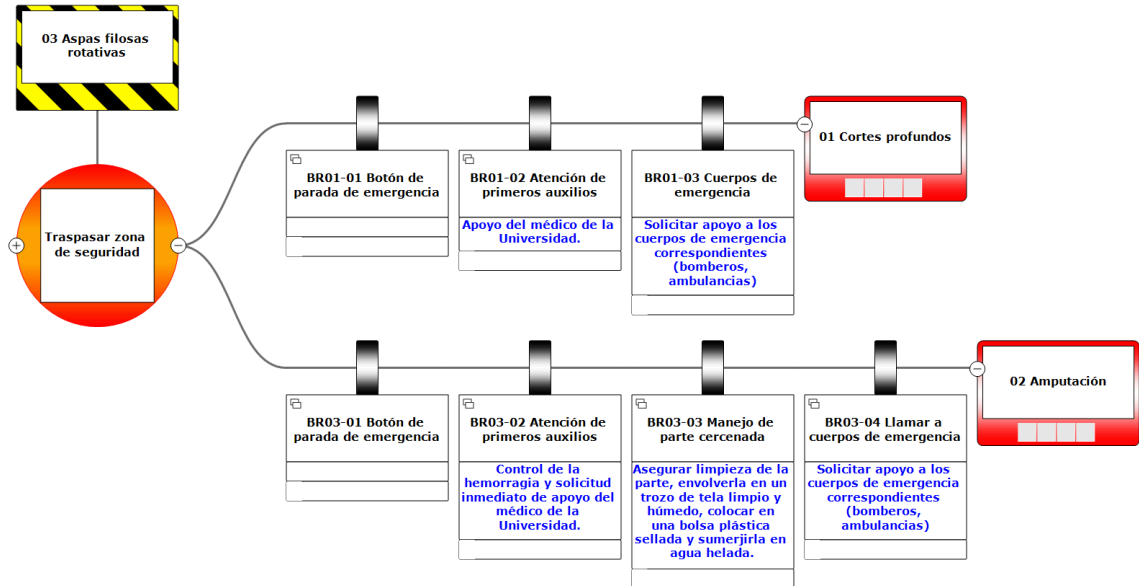 03 Aspas filosas
rotativas
Traspasar zona
de seguridad
BR01-01 Botón de
parada de emergencia
BR01-02 Atención de
primeros auxilios
Apoyo del médico de la
Universidad.
BR01-03 Cuerpos de
emergencia
Solicitar apoyo a los
cuerpos de emergencia
correspondientes
(bomberos,
ambulancias)
01 Cortes profundos
BR03-01 Botón de
parada de emergencia
BR03-02 Atención de
primeros auxilios
Control de la
hemorragia y solicitud
inmediato de apoyo del
médico de la
Universidad.
BR03-03 Manejo de
parte cercenada
Asegurar limpieza de la
parte, envolverla en un
trozo de tela limpio y
húmedo, colocar en
una bolsa plástica
sellada y sumerjirla en
agua helada.
BR03-04 Llamar a
cuerpos de emergencia
Solicitar apoyo a los
cuerpos de emergencia
correspondientes
(bomberos,
ambulancias)
02 Amputación